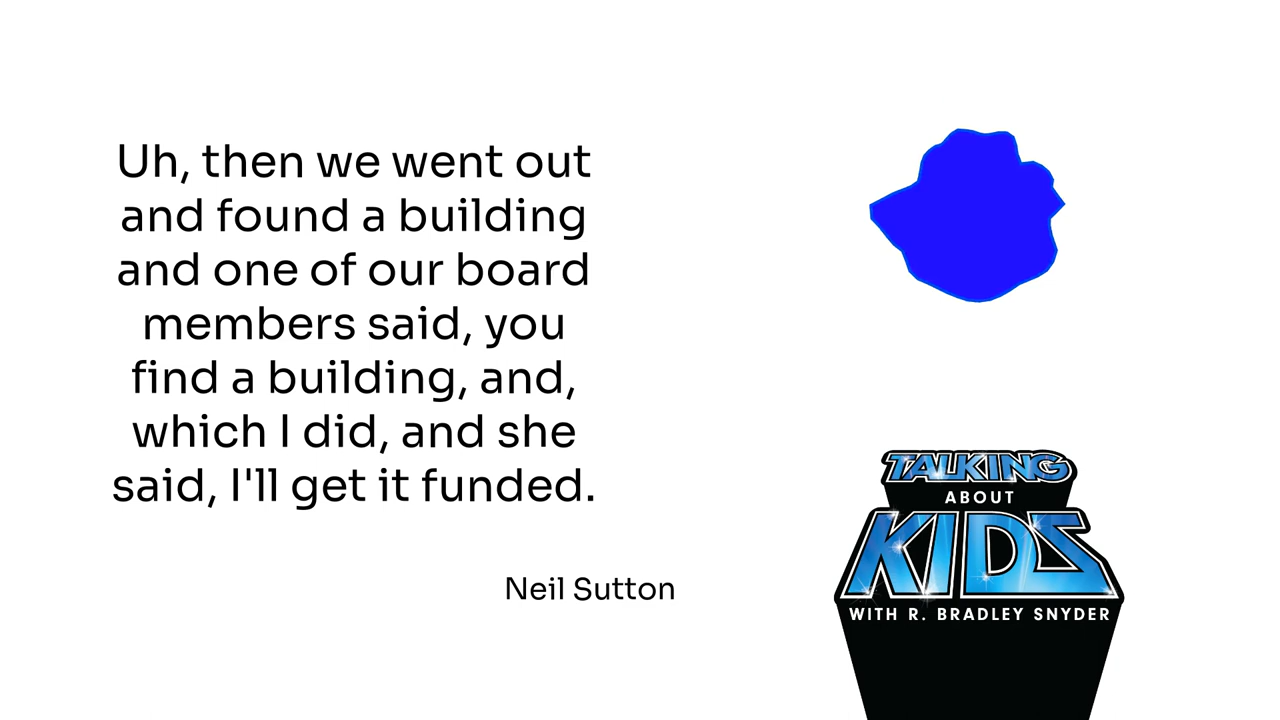 Uh, then we went out
and found a building
and one of our board
members said, you
find a building, and,
which I did, and she
said, I'll get it funded.
Neil Sutton
TALKING
ABOUT
KIDS
WITH R. BRADLEY SNYDER